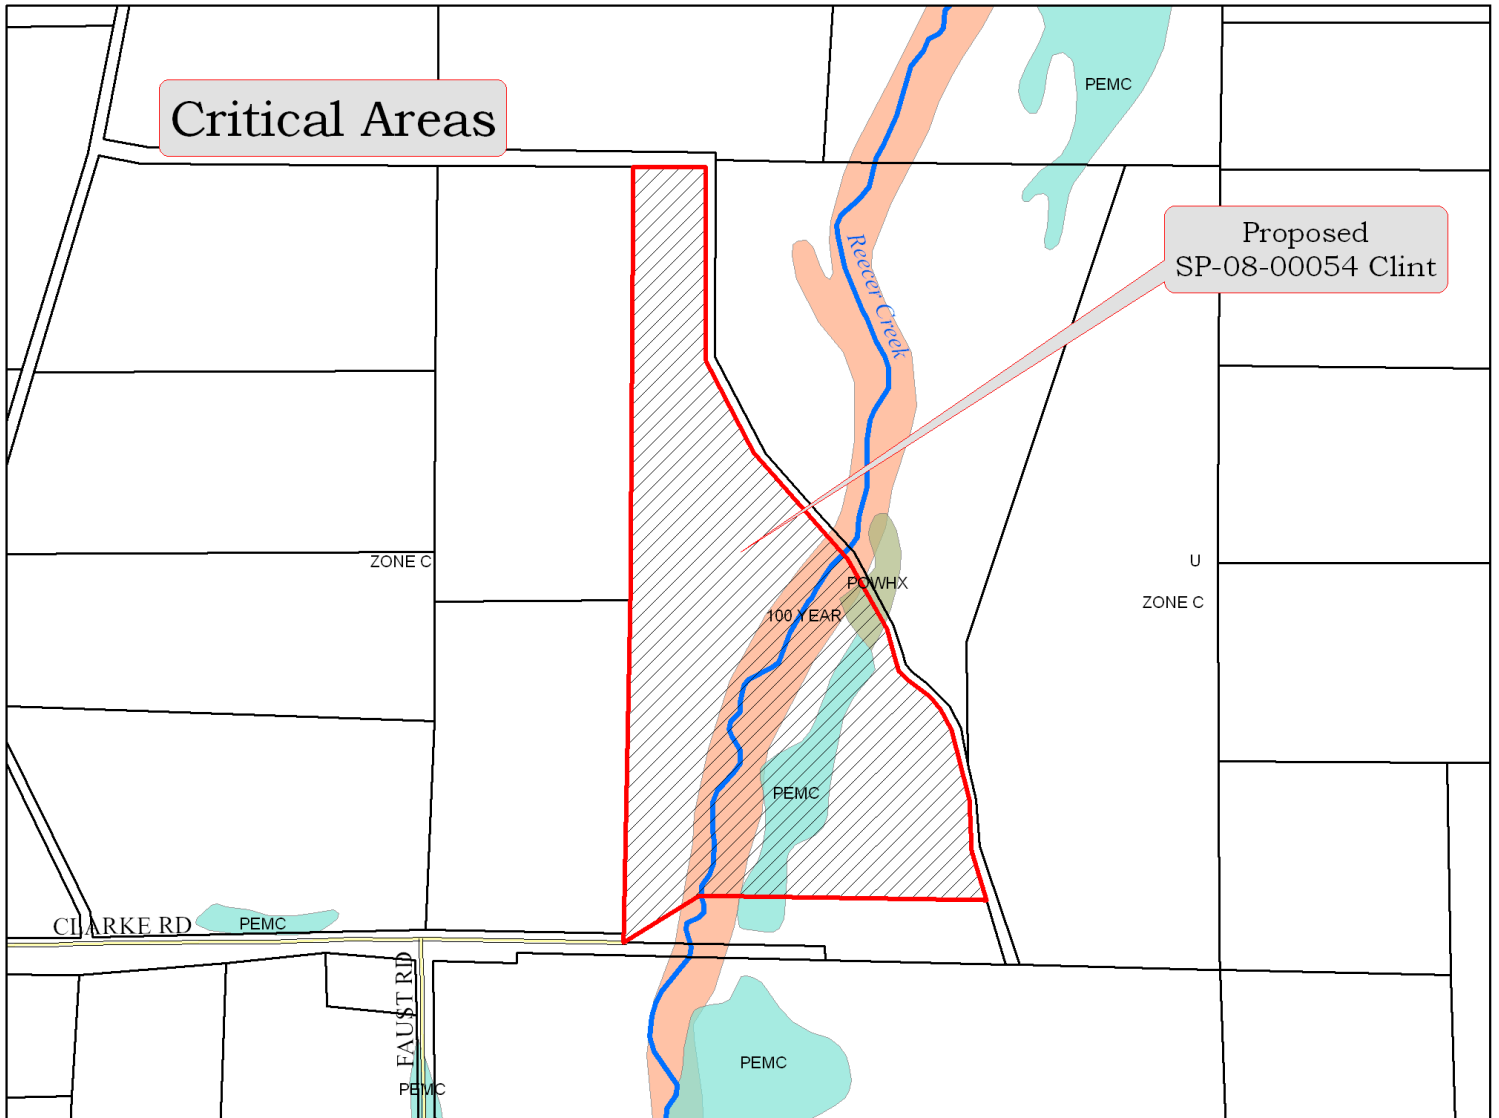 PEMC
Critical Areas
Proposed
SP-08-00054 Clint
Reecer Creek
ZONE C
U
POWHX
ZONE C
100 YEAR
PEMC
CLARKE RD
PEMC
FAUST RD
PEMC
PEMC